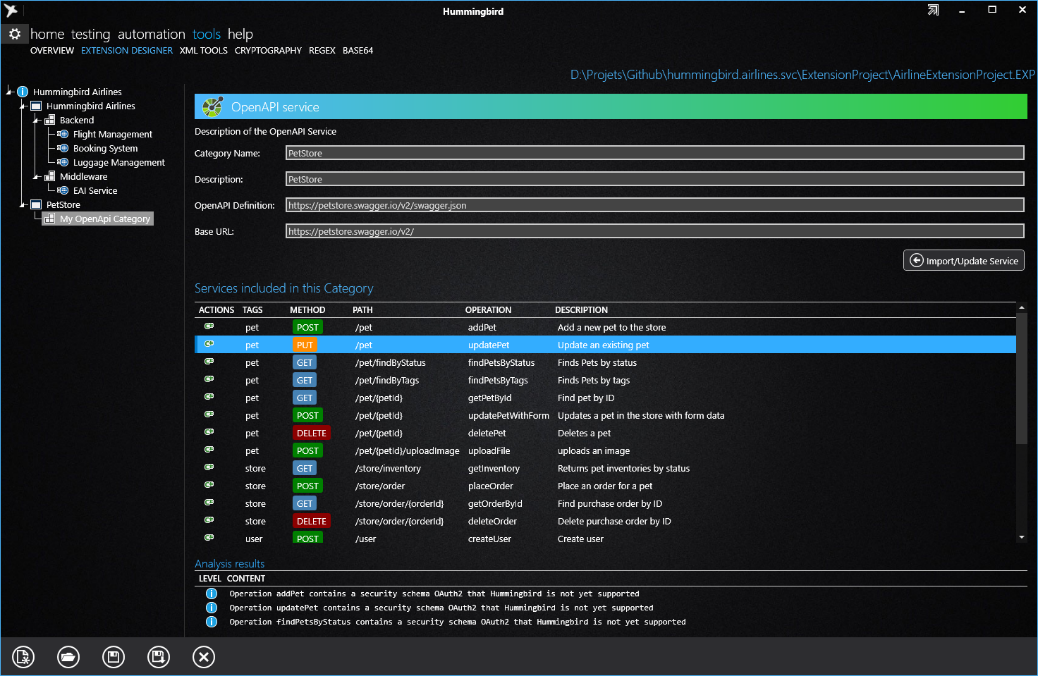 Hummingbird
home testing automation tools help
OVERVIEW EXTENSION DESIGNER XML TOOLS CRYPTOGRAPHY REGEX BASE64
D:\Projets\Github\hummingbird.airlines.svc\ExtensionProject\AirlineExtensionProject.EXP
Hummingbird Airlines
Hummingbird Airlines
Backend
Flight Management
Booking System
Luggage Management
Middleware
EAI Service
PetStore
My OpenApi Category
OpenAPI service
Description of the OpenAPI Service
Category Name: PetStore
Description: PetStore
OpenAPI Definition: https://petstore.swagger.io/v2/swagger.json
Base URL: https://petstore.swagger.io/v2/
Import/Update Service
Services included in this Category
ACTIONS TAGS METHOD PATH OPERATION DESCRIPTION
pet POST /pet addPet Add a new pet to the store
pet PUT /pet updatePet Update an existing pet
pet GET /pet/findByStatus findPetsByStatus Finds Pets by status
pet GET /pet/findByTags findPetsByTags Finds Pets by tags
pet GET /pet/{petId} getPetById Find pet by ID
pet POST /pet/{petId} updatePetWithForm Updates a pet in the store with form data
pet DELETE /pet/{petId} deletePet Deletes a pet
pet POST /pet/{petId}/uploadImage uploadFile uploads an image
store GET /store/inventory getInventory Returns pet inventories by status
store POST /store/order placeOrder Place an order for a pet
store GET /store/order/{orderId} getOrderById Find purchase order by ID
store DELETE /store/order/{orderId} deleteOrder Delete purchase order by ID
user POST /user createUser Create user
Analysis results
LEVEL CONTENT
Operation addPet contains a security schema OAuth2 that Hummingbird is not yet supported
Operation updatePet contains a security schema OAuth2 that Hummingbird is not yet supported
Operation findPetsByStatus contains a security schema OAuth2 that Hummingbird is not yet supported